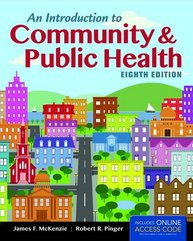 An Introduction to
Community &
Public Health
EIGHTH EDITION
James F. McKenzie
Robert R. Pinger
INCLUDES ONLINE
ACCESS CODE